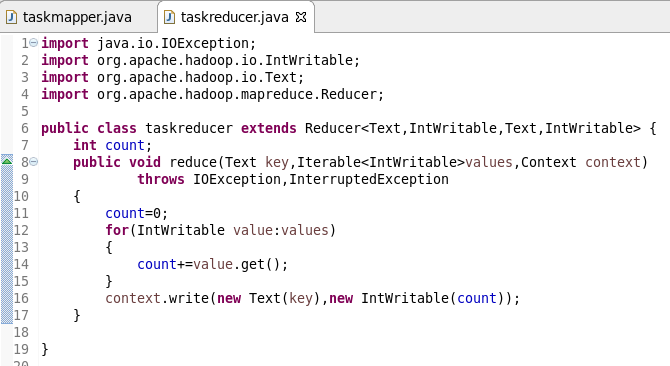 taskmapper.java taskreducer.java
1 import java.io.IOException;
2 import org.apache.hadoop.io.IntWritable;
3 import org.apache.hadoop.io.Text;
4 import org.apache.hadoop.mapreduce.Reducer;
5
6 public class taskreducer extends Reducer<Text,IntWritable,Text,IntWritable> {
7     int count;
8     public void reduce(Text key,Iterable<IntWritable>values,Context context)
9             throws IOException,InterruptedException
10     {
11         count=0;
12         for(IntWritable value:values)
13         {
14             count+=value.get();
15         }
16         context.write(new Text(key),new IntWritable(count));
17     }
18
19 }
20